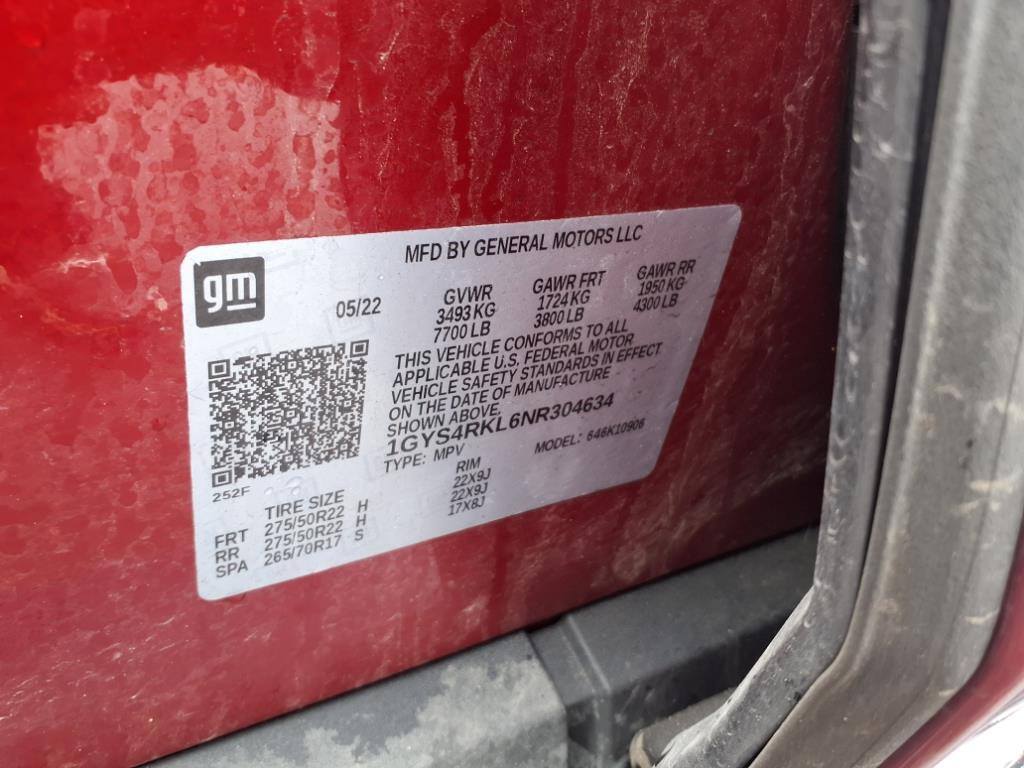 MFD BY GENERAL MOTORS LLC
gm
05/22
GVWR
3493 KG
7700 LB
GAWR FRT
1724 KG
3800 LB
GAWR RR
1950 KG
4300 LB
THIS VEHICLE CONFORMS TO ALL
APPLICABLE U.S. FEDERAL MOTOR
VEHICLE SAFETY STANDARDS IN EFFECT
ON THE DATE OF MANUFACTURE
SHOWN ABOVE.
1GYS4RKL6NR304634
TYPE: MPV MODEL: 646K10906
252F
TIRE SIZE RIM
FRT 275/50R22 H 22X9J
RR 275/50R22 H 22X9J
SPA 265/70R17 S 17X8J